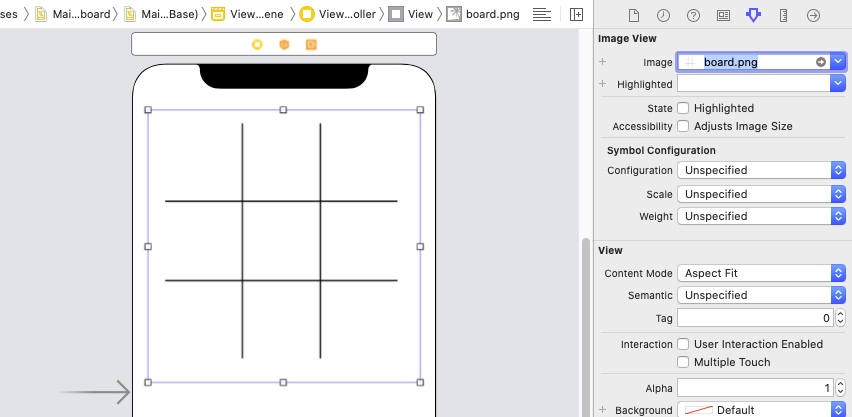 ses Mai...board Mai...Base) View...ene View...oller View board.png
Image View
Image board.png
Highlighted
State Highlighted
Accessibility Adjusts Image Size
Symbol Configuration
Configuration Unspecified
Scale Unspecified
Weight Unspecified
View
Content Mode Aspect Fit
Semantic Unspecified
Tag 0
Interaction User Interaction Enabled
Multiple Touch
Alpha 1
Background Default